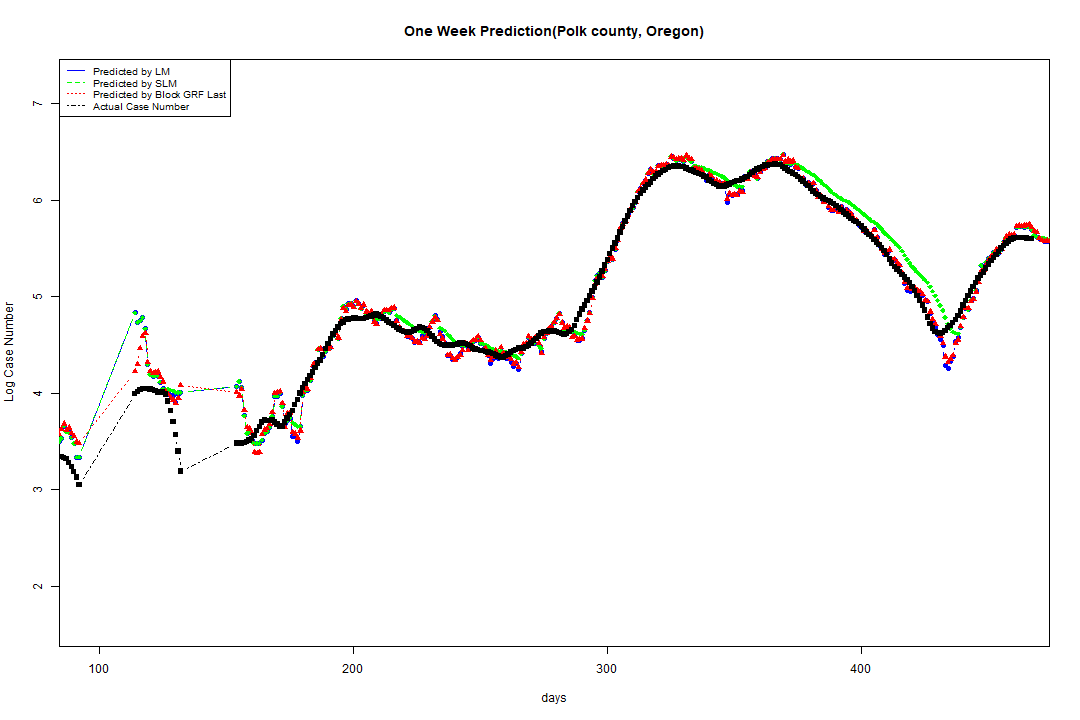 One Week Prediction(Polk county, Oregon)
Predicted by LM
Predicted by SLM
Predicted by Block GRF Last
Actual Case Number
7
6
5
4
3
2
Log Case Number
100
200
300
400
days